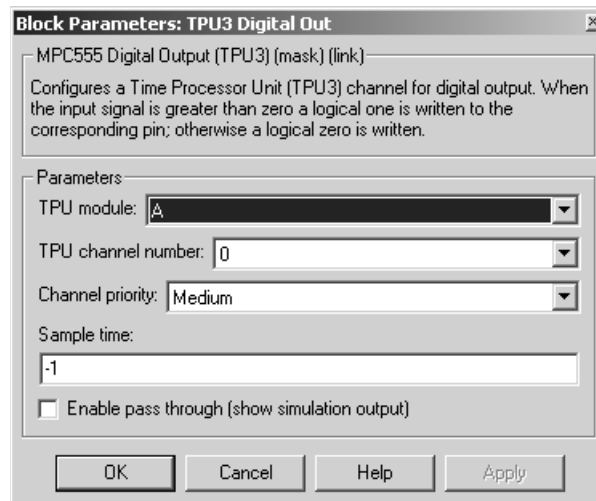 Block Parameters: TPU3 Digital Out
MPC555 Digital Output (TPU3) (mask) (link)
Configures a Time Processor Unit (TPU3) channel for digital output. When
the input signal is greater than zero a logical one is written to the
corresponding pin; otherwise a logical zero is written.
Parameters
TPU module: A
TPU channel number: 0
Channel priority: Medium
Sample time:
-1
Enable pass through (show simulation output)
OK Cancel Help Apply